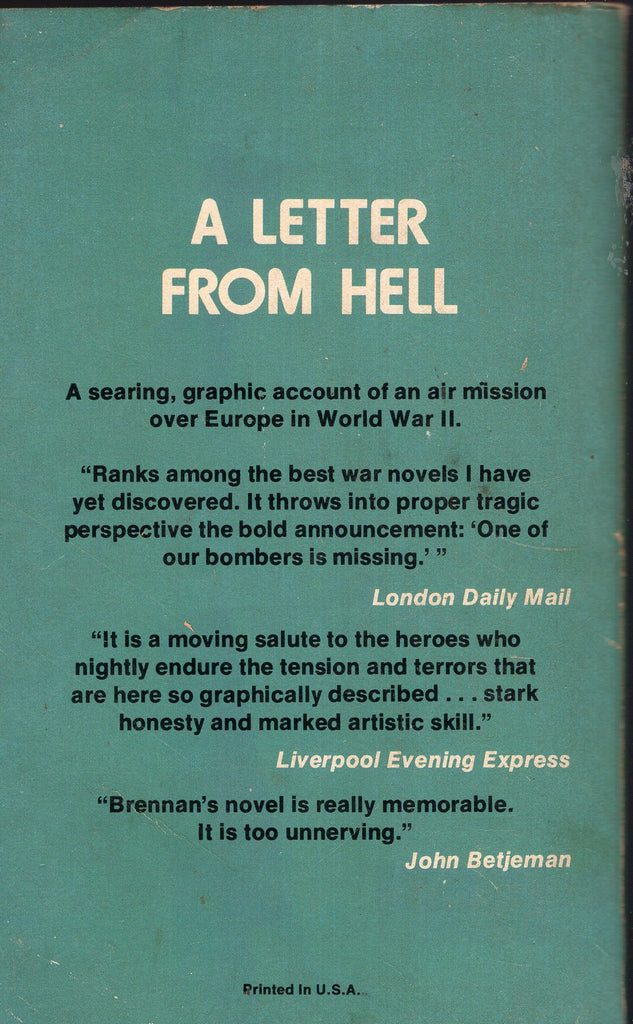 A LETTER
FROM HELL
A searing, graphic account of an air mission
over Europe in World War II.
“Ranks among the best war novels I have
yet discovered. It throws into proper tragic
perspective the bold announcement: ‘One of
our bombers is missing.’ ”
London Daily Mail
“It is a moving salute to the heroes who
nightly endure the tension and terrors that
are here so graphically described . . . stark
honesty and marked artistic skill.”
Liverpool Evening Express
“Brennan’s novel is really memorable.
It is too unnerving.”
John Betjeman
Printed In U.S.A.